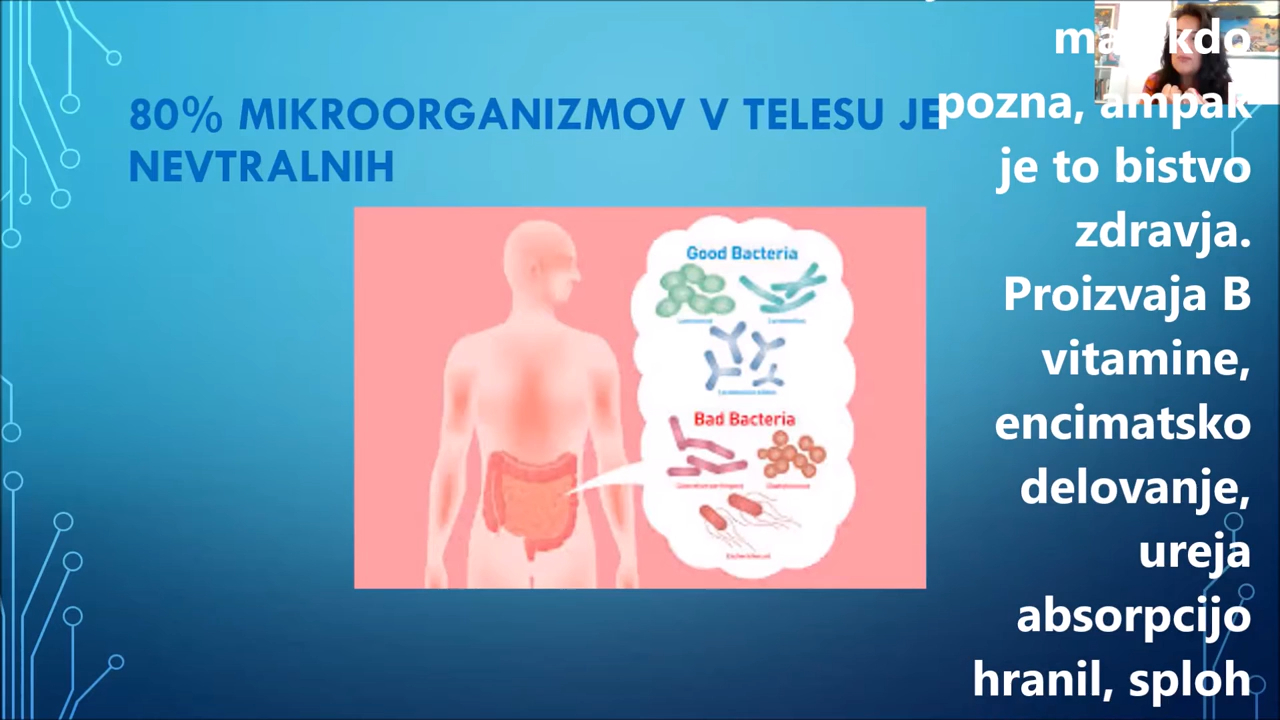 80% MIKROORGANIZMOV V TELESU JE
NEVTRALNIH
Good Bacteria
Bad Bacteria
pozna, ampak
je to bistvo
zdravja.
Proizvaja B
vitamine,
encimatsko
delovanje,
ureja
absorpcijo
hranil, sploh